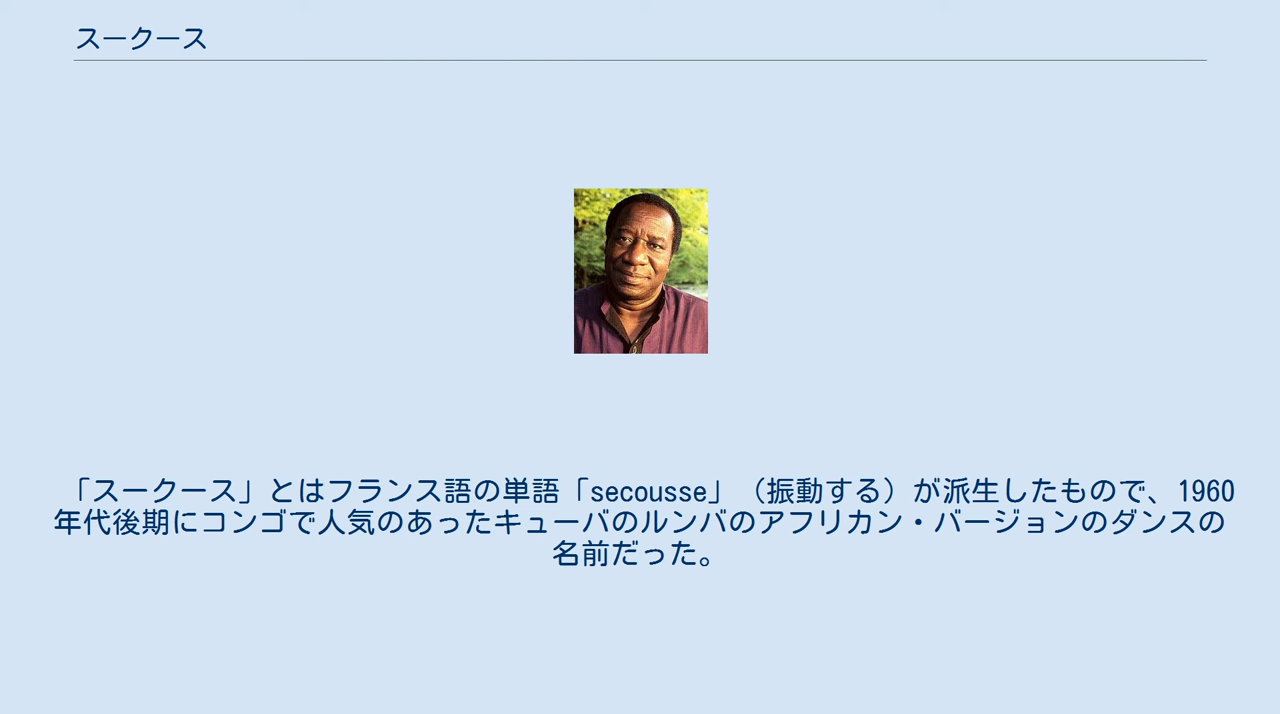 スークース
「スークース」とはフランス語の単語「secousse」（振動する）が派生したもので、1960
年代後期にコンゴで人気のあったキューバのルンバのアフリカン・バージョンのダンスの
名前だった。